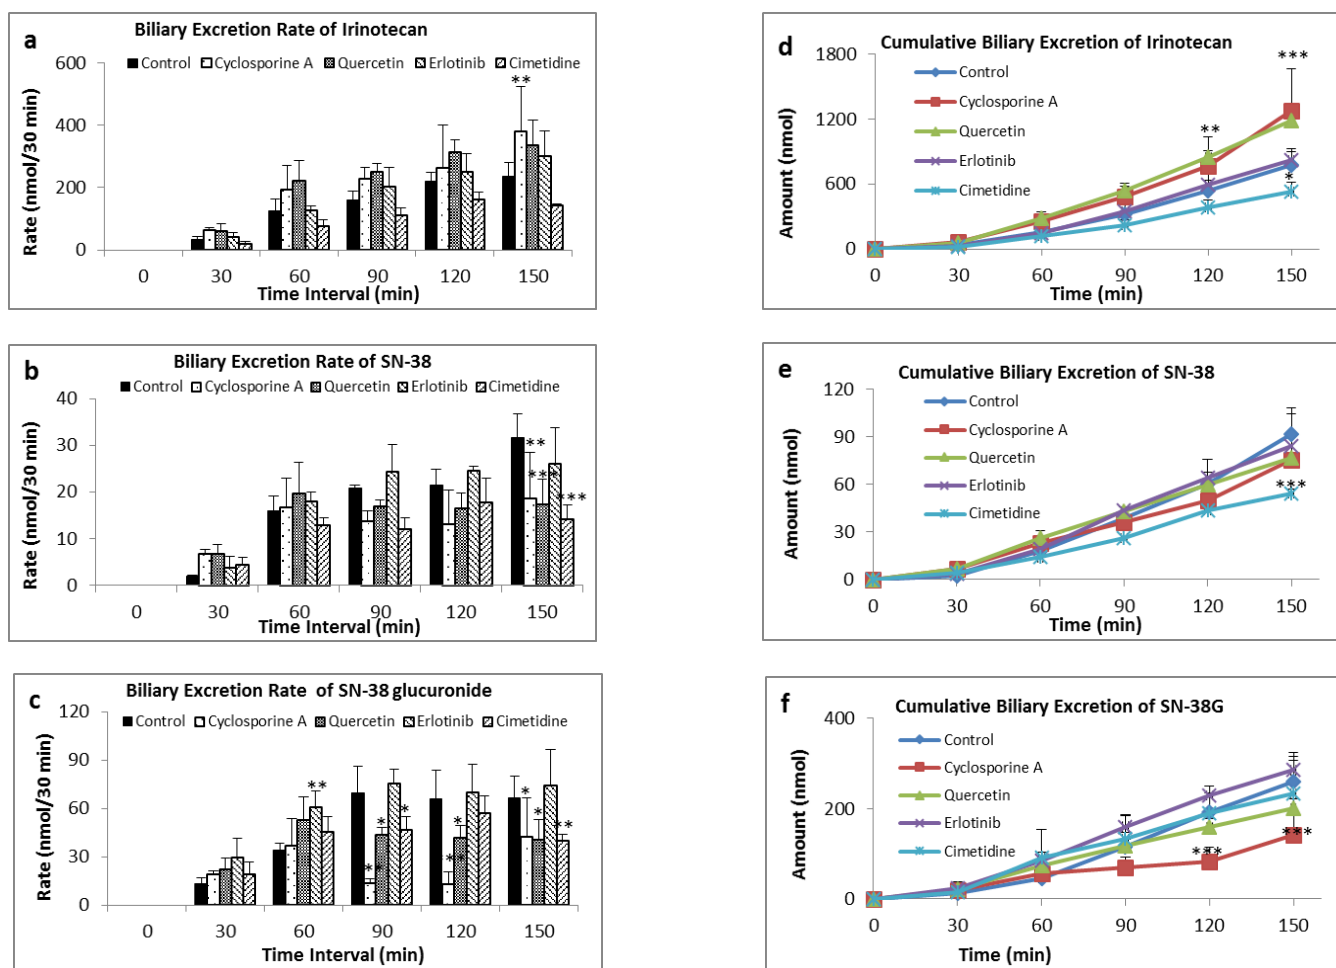 a
Biliary Excretion Rate of Irinotecan
Control Cyclosporine A Quercetin Erlotinib Cimetidine
Rate (nmol/30 min)
600
400
200
0
**
0 30 60 90 120 150
Time Interval (min)
d
Cumulative Biliary Excretion of Irinotecan
Control
Cyclosporine A
Quercetin
Erlotinib
Cimetidine
Amount (nmol)
1800
1200
600
0
***
**
*
0 30 60 90 120 150
Time (min)
b
Biliary Excretion Rate of SN-38
Control Cyclosporine A Quercetin Erlotinib Cimetidine
Rate (nmol/30 min)
40
30
20
10
0
**
***
***
0 30 60 90 120 150
Time Interval (min)
e
Cumulative Biliary Excretion of SN-38
Control
Cyclosporine A
Quercetin
Erlotinib
Cimetidine
Amount (nmol)
120
90
60
30
0
***
0 30 60 90 120 150
Time (min)
c
Biliary Excretion Rate of SN-38 glucuronide
Control Cyclosporine A Quercetin Erlotinib Cimetidine
Rate (nmol/30 min)
120
90
60
30
0
**
**
*
*
**
*
*
*
**
0 30 60 90 120 150
Time Interval (min)
f
Cumulative Biliary Excretion of SN-38G
Control
Cyclosporine A
Quercetin
Erlotinib
Cimetidine
Amount (nmol)
400
200
0
***
***
0 30 60 90 120 150
Time (min)